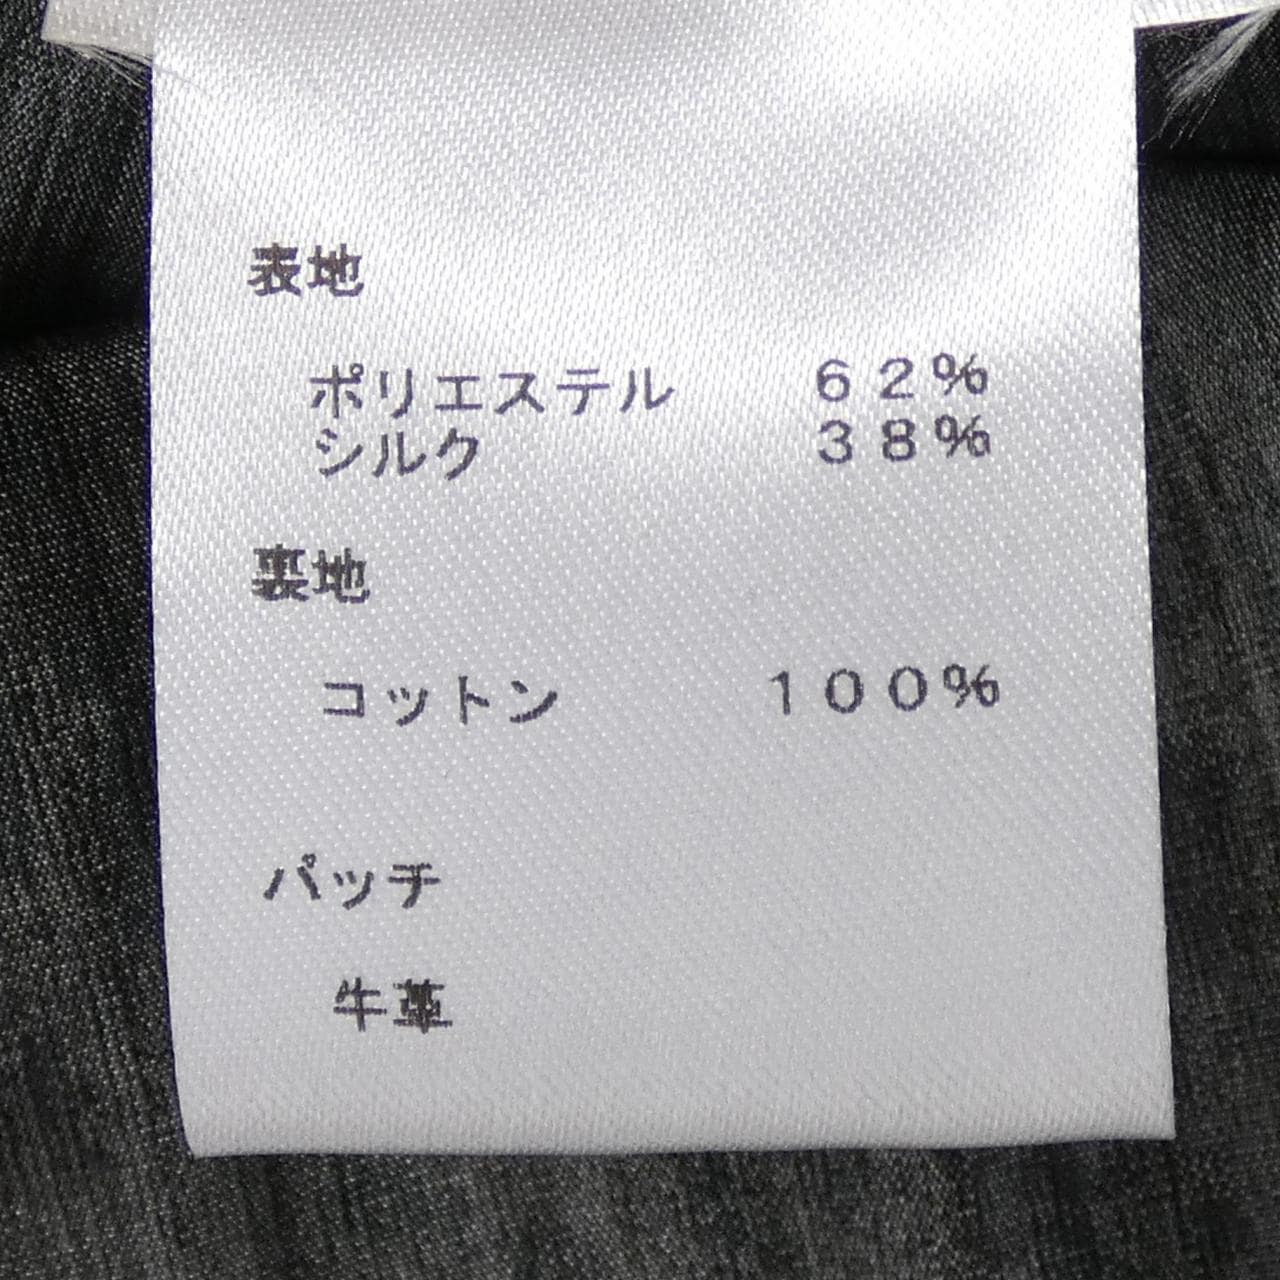 表地
ポリエステル 62%
シルク 38%
裏地
コットン 100%
パッチ
牛革